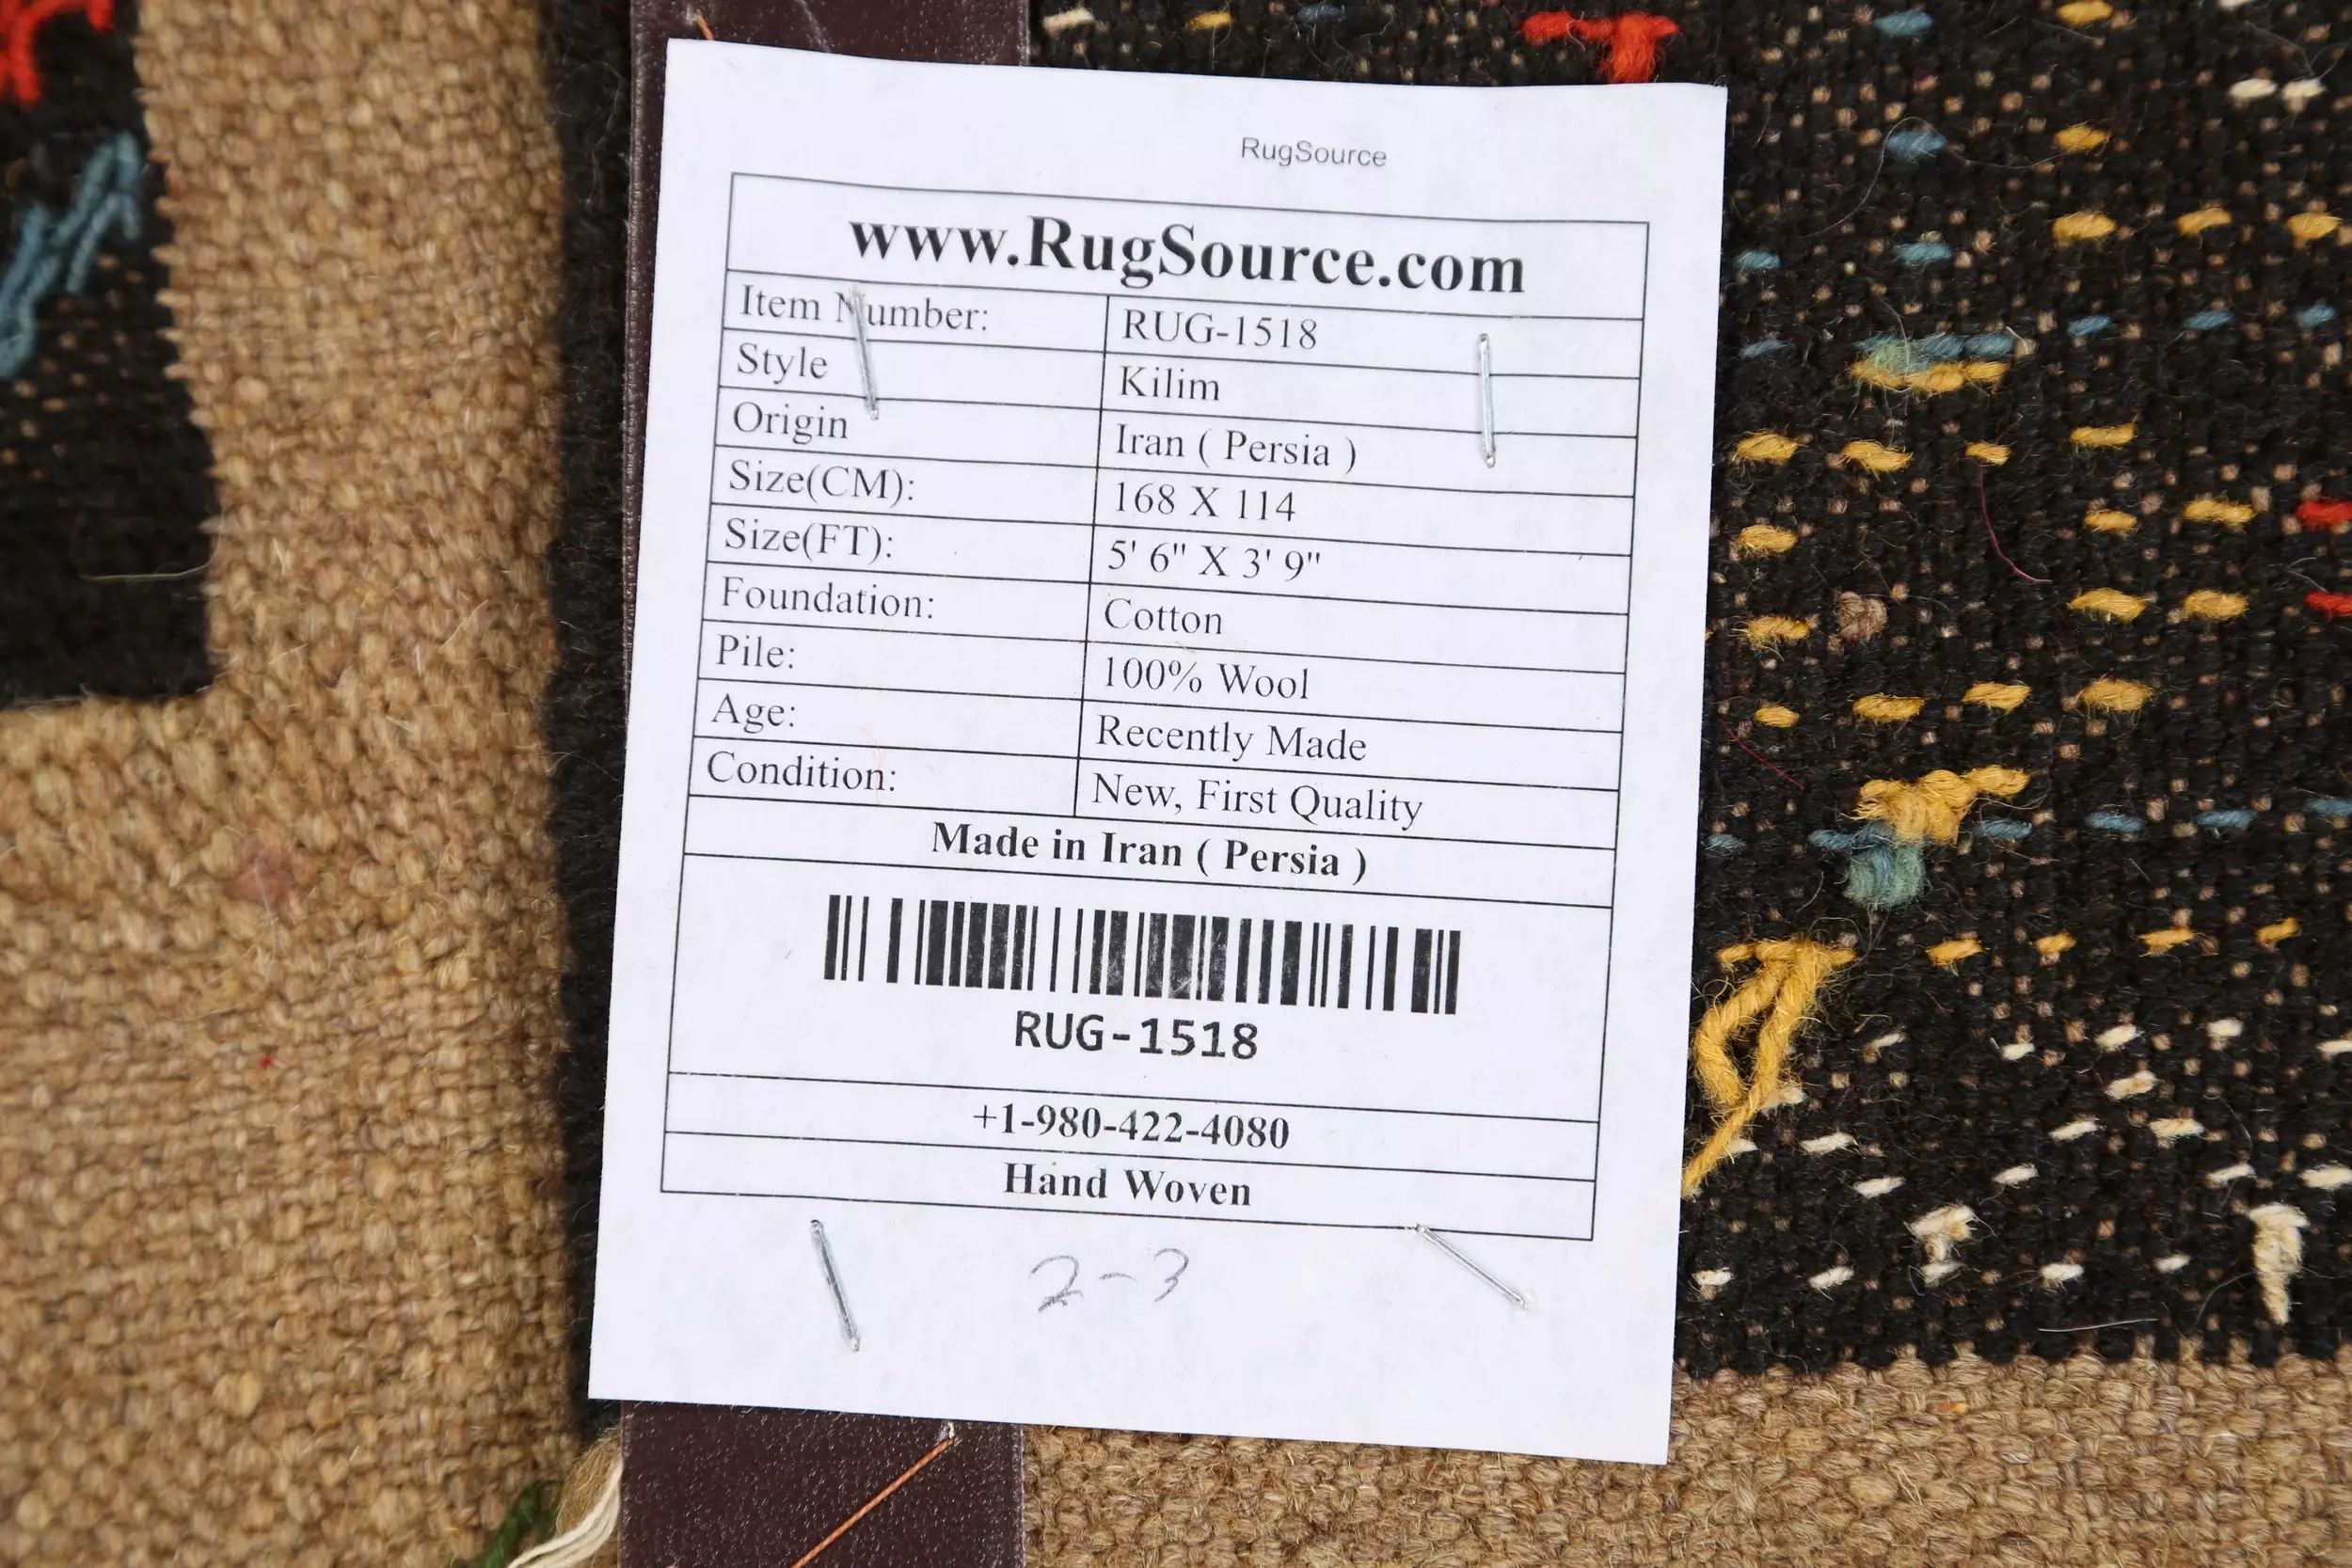 RugSource
www.RugSource.com
Item Number: RUG-1518
Style Kilim
Origin Iran ( Persia )
Size(CM): 168 X 114
Size(FT): 5' 6" X 3' 9"
Foundation: Cotton
Pile: 100% Wool
Age: Recently Made
Condition: New, First Quality
Made in Iran ( Persia )
RUG-1518
+1-980-422-4080
Hand Woven
2-3